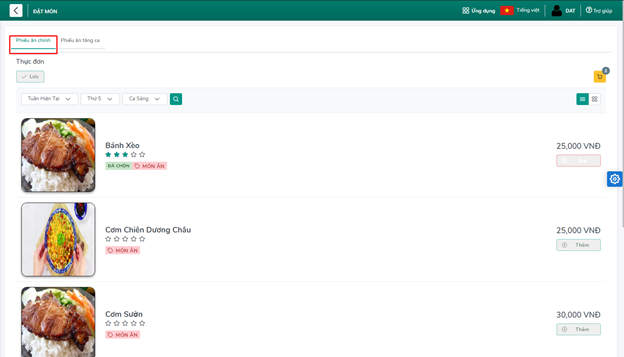 ĐẶT MÓN
Ứng dụng
Tiếng việt
DAT
Trợ giúp
Phiếu ăn chính
Phiếu ăn tăng ca
Thực đơn
Lưu
2
Tuần Hiện Tại
Thứ 5
Ca Sáng
Bánh Xèo
25,000 VNĐ
ĐÃ CHỌN
MÓN ĂN
Cơm Chiên Dương Châu
25,000 VNĐ
MÓN ĂN
Thêm
Cơm Sườn
30,000 VNĐ
MÓN ĂN
Thêm